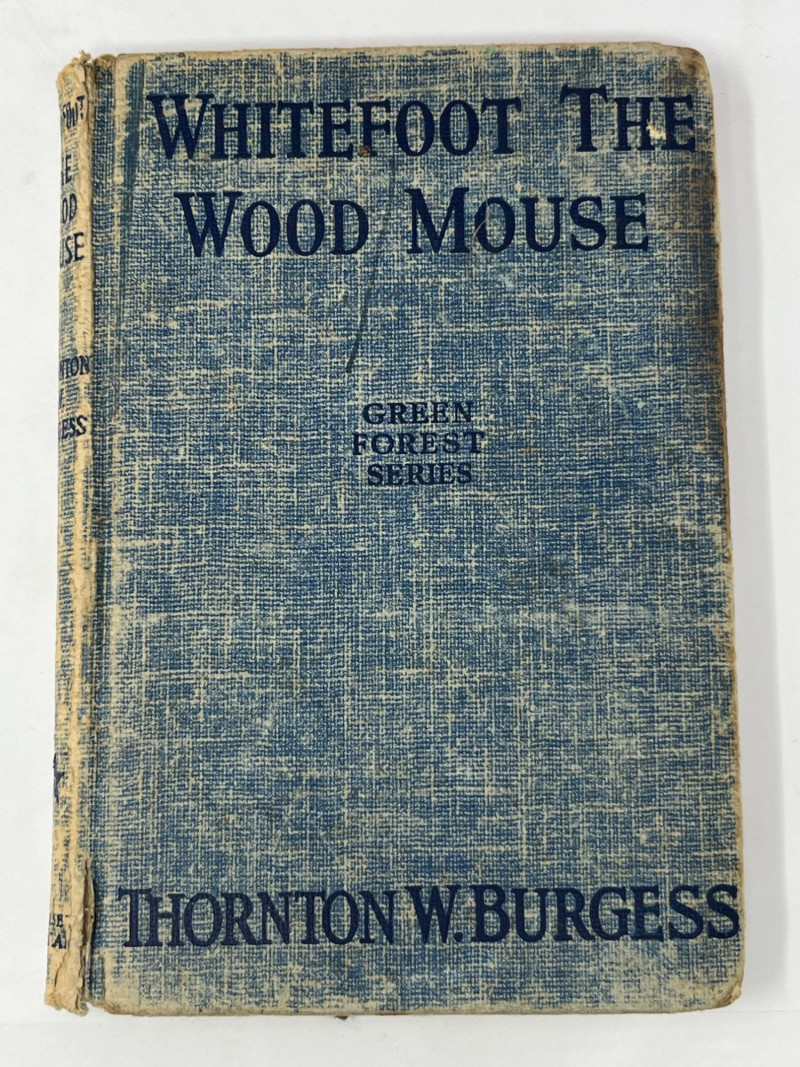 WHITEFOOT THE
WOOD MOUSE
GREEN
FOREST
SERIES
THORNTON W. BURGESS